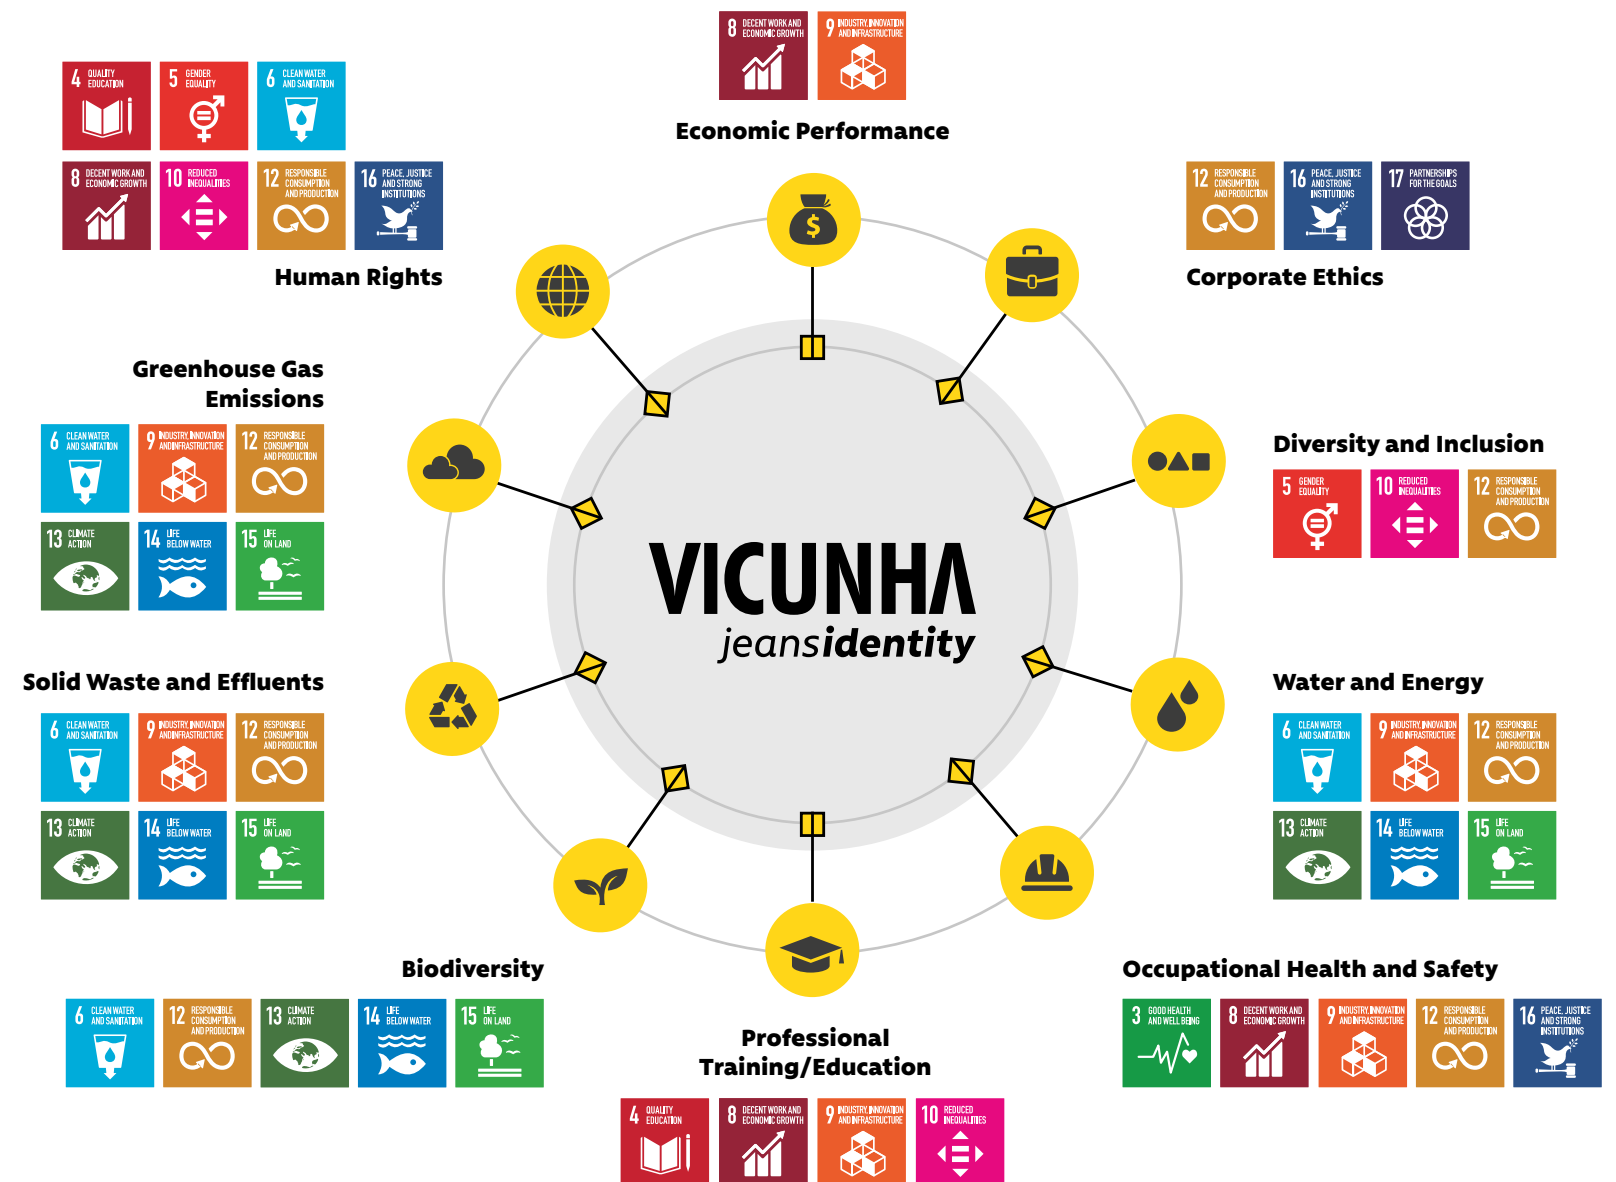 8 DECENT WORK AND
ECONOMIC GROWTH
9 INDUSTRY, INNOVATION
AND INFRASTRUCTURE
Economic Performance
4 QUALITY
EDUCATION
5 GENDER
EQUALITY
6 CLEAN WATER
AND SANITATION
8 DECENT WORK AND
ECONOMIC GROWTH
10 REDUCED
INEQUALITIES
12 RESPONSIBLE
CONSUMPTION
AND PRODUCTION
16 PEACE, JUSTICE
AND STRONG
INSTITUTIONS
Human Rights
12 RESPONSIBLE
CONSUMPTION
AND PRODUCTION
16 PEACE, JUSTICE
AND STRONG
INSTITUTIONS
17 PARTNERSHIPS
FOR THE GOALS
Corporate Ethics
$
Greenhouse Gas
Emissions
6 CLEAN WATER
AND SANITATION
9 INDUSTRY, INNOVATION
AND INFRASTRUCTURE
12 RESPONSIBLE
CONSUMPTION
AND PRODUCTION
13 CLIMATE
ACTION
14 LIFE
BELOW WATER
15 LIFE
ON LAND
Diversity and Inclusion
5 GENDER
EQUALITY
10 REDUCED
INEQUALITIES
12 RESPONSIBLE
CONSUMPTION
AND PRODUCTION
VICUNHA
jeansidentity
Solid Waste and Effluents
6 CLEAN WATER
AND SANITATION
9 INDUSTRY, INNOVATION
AND INFRASTRUCTURE
12 RESPONSIBLE
CONSUMPTION
AND PRODUCTION
13 CLIMATE
ACTION
14 LIFE
BELOW WATER
15 LIFE
ON LAND
Water and Energy
6 CLEAN WATER
AND SANITATION
9 INDUSTRY, INNOVATION
AND INFRASTRUCTURE
12 RESPONSIBLE
CONSUMPTION
AND PRODUCTION
13 CLIMATE
ACTION
14 LIFE
BELOW WATER
15 LIFE
ON LAND
Biodiversity
6 CLEAN WATER
AND SANITATION
12 RESPONSIBLE
CONSUMPTION
AND PRODUCTION
13 CLIMATE
ACTION
14 LIFE
BELOW WATER
15 LIFE
ON LAND
Occupational Health and Safety
3 GOOD HEALTH
AND WELL BEING
8 DECENT WORK AND
ECONOMIC GROWTH
9 INDUSTRY, INNOVATION
AND INFRASTRUCTURE
12 RESPONSIBLE
CONSUMPTION
AND PRODUCTION
16 PEACE, JUSTICE
AND STRONG
INSTITUTIONS
Professional
Training/Education
4 QUALITY
EDUCATION
8 DECENT WORK AND
ECONOMIC GROWTH
9 INDUSTRY, INNOVATION
AND INFRASTRUCTURE
10 REDUCED
INEQUALITIES